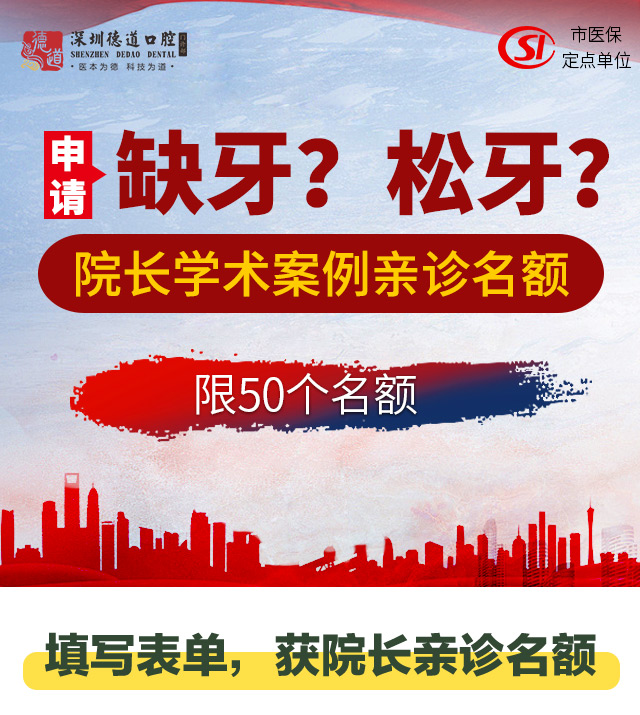 德道
深圳德道口腔
SHENZHEN DEDAO DENTAL
·医本为德 科技为道·
SI
市医保
定点单位
申请
缺牙？松牙？
院长学术案例亲诊名额
限50个名额
填写表单，获院长亲诊名额